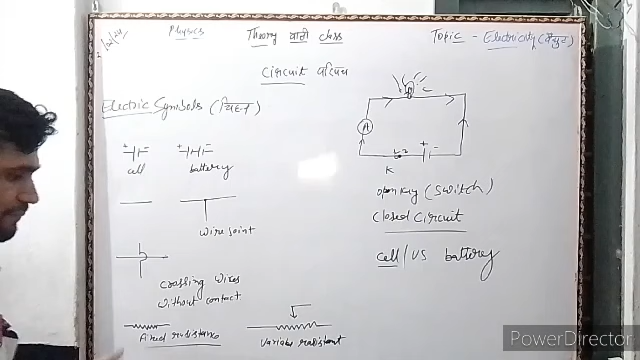 Physics
Theory वाली class
Topic - Electricity (विधुत)
Circuit परिपथ
Electric Symbols (चिह्न)
+ -
cell
+ -
battery
wire joint
crossing wires
without contact
Fixed resistance
Variable resistant
A
K
+ -
open key (switch)
closed circuit
cell/vs battery
PowerDirector